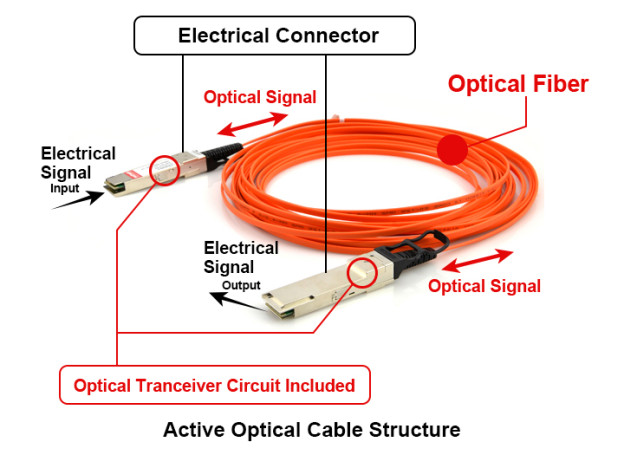 Electrical Connector
Optical Signal
Optical Fiber
Electrical
Signal
Input
Electrical
Signal
Output
Optical Signal
Optical Tranceiver Circuit Included
Active Optical Cable Structure